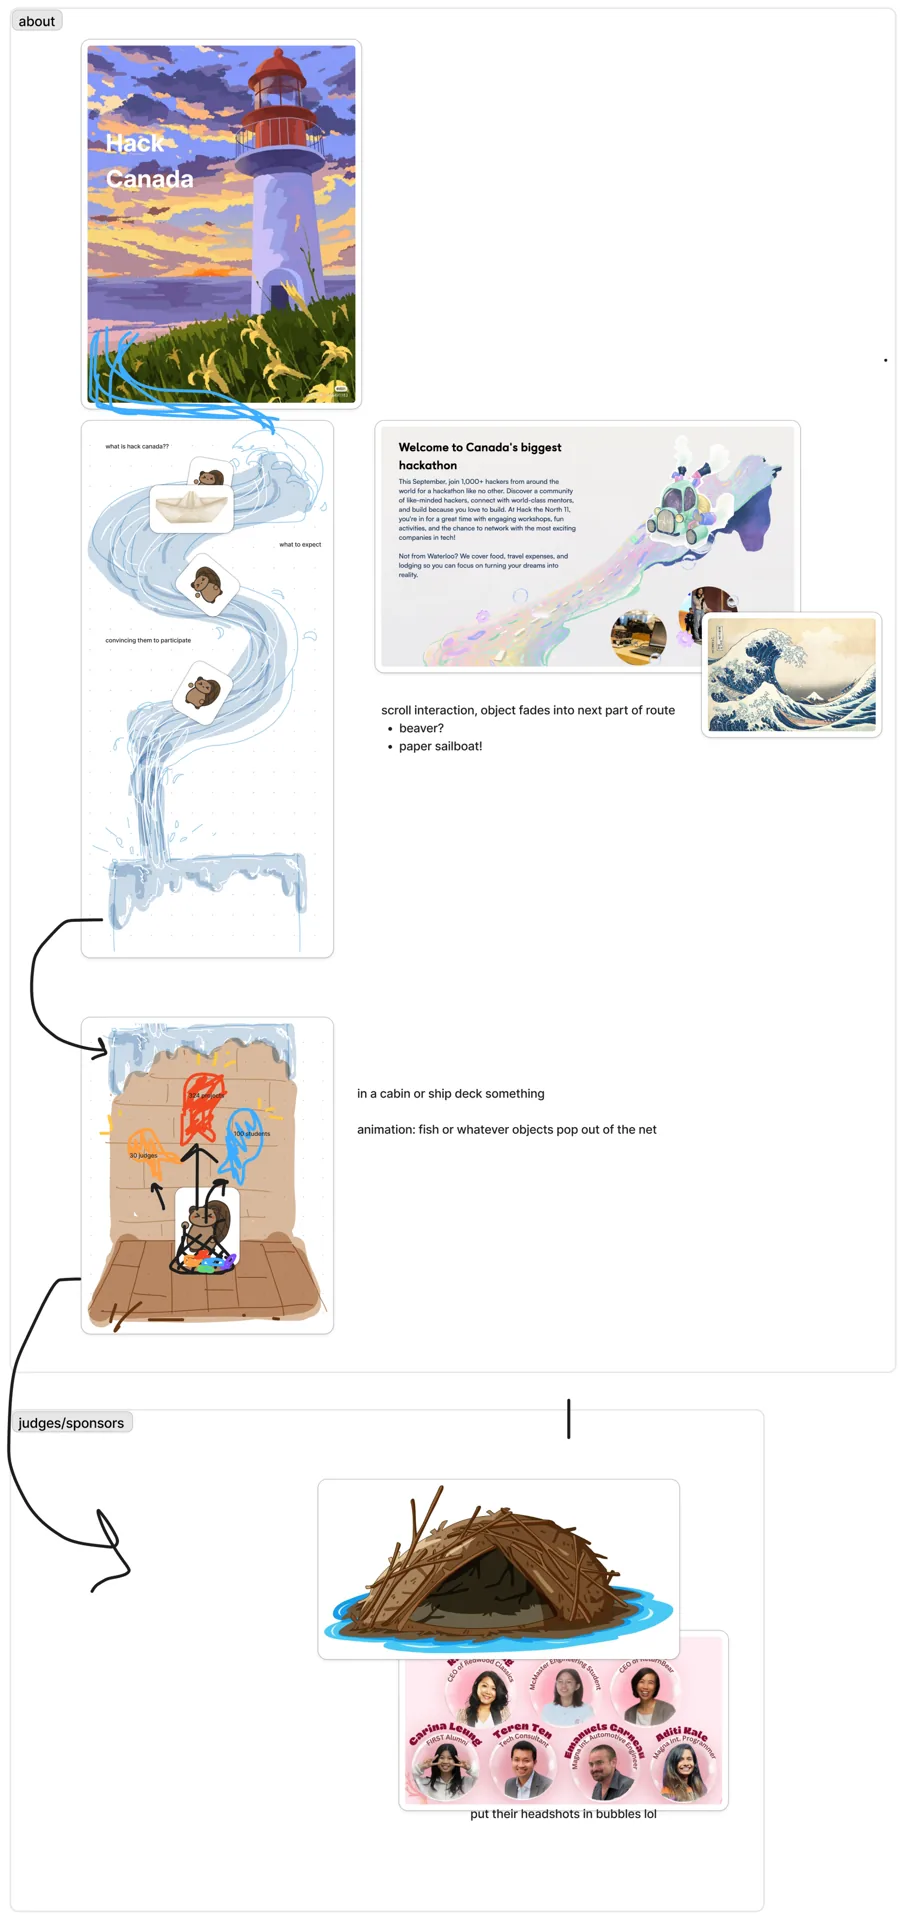 about
Hack
Canada
what is hack canada??
what to expect
convincing them to participate
Welcome to Canada's biggest
hackathon
This September, join 1,000+ hackers from around the
world for a hackathon like no other. Discover a community
of like-minded hackers, connect with world-class mentors,
and build because you love to build. At Hack the North 11,
you're in for a great time with engaging workshops, fun
activities, and the chance to network with the most exciting
companies in tech!
Not from Waterloo? We cover food, travel expenses, and
lodging so you can focus on turning your dreams into
reality.
scroll interaction, object fades into next part of route
• beaver?
• paper sailboat!
324 projects
100 students
30 judges
in a cabin or ship deck something
animation: fish or whatever objects pop out of the net
judges/sponsors
CEO of Redwood Classics
McMaster Engineering Student
CEO of ReturnBear
Carina Leung
FIRST Alumni
Teren Ten
Tech Consultant
Emanuels Garneau
Magna Int. Automotive Engineer
Aditi Kale
Magna Int. Programmer
put their headshots in bubbles lol